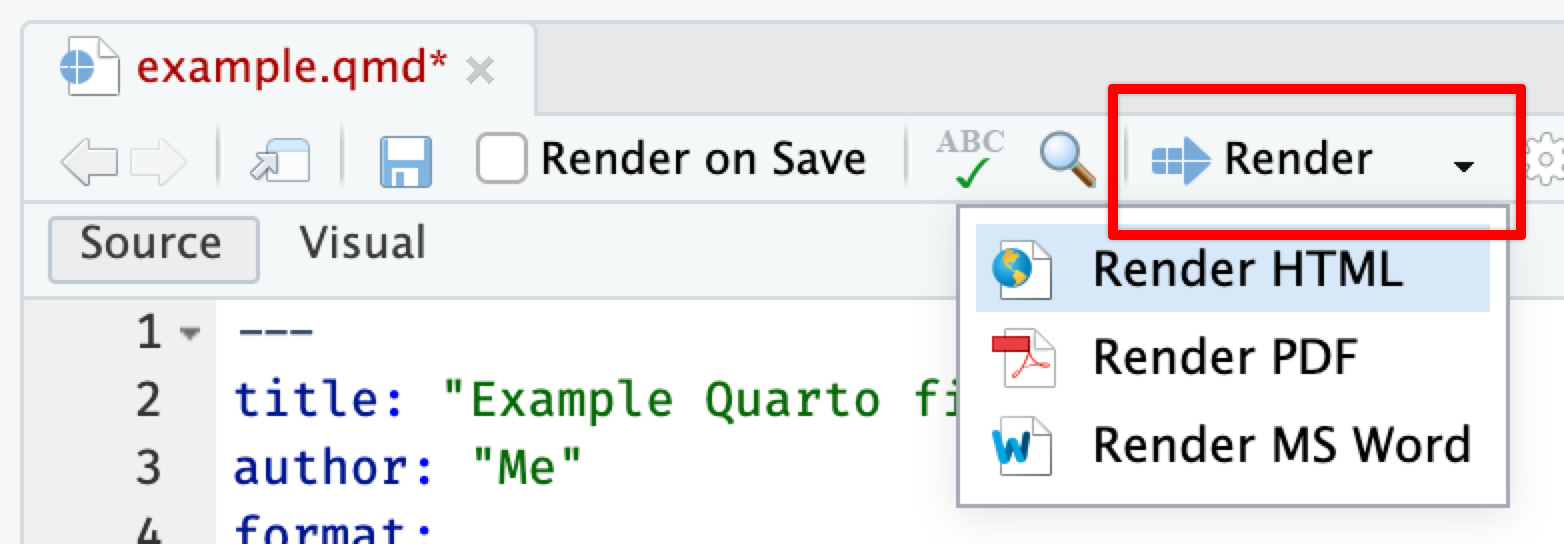 example.qmd*
Render on Save
ABC
Render
Source
Visual
Render HTML
Render PDF
Render MS Word
1
---
2
title: "Example Quarto
3
author: "Me"
4
format: